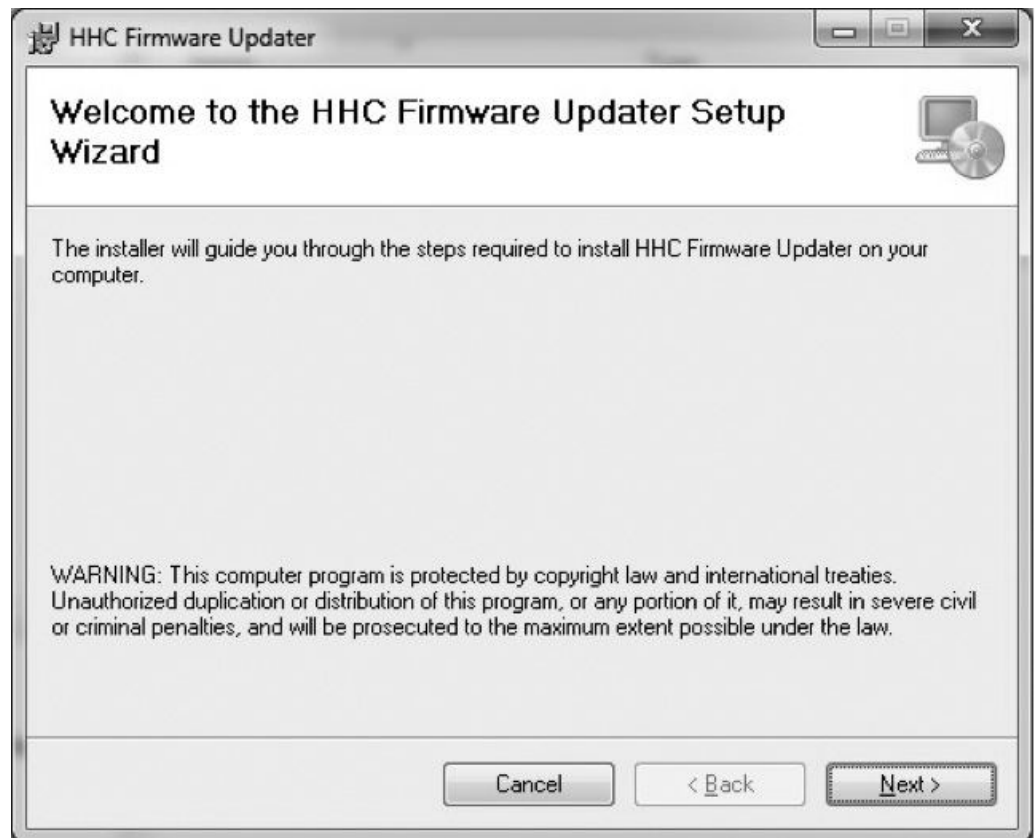 HHC Firmware Updater
Welcome to the HHC Firmware Updater Setup
Wizard
The installer will guide you through the steps required to install HHC Firmware Updater on your
computer.
WARNING: This computer program is protected by copyright law and international treaties.
Unauthorized duplication or distribution of this program, or any portion of it, may result in severe civil
or criminal penalties, and will be prosecuted to the maximum extent possible under the law.
Cancel < Back Next >